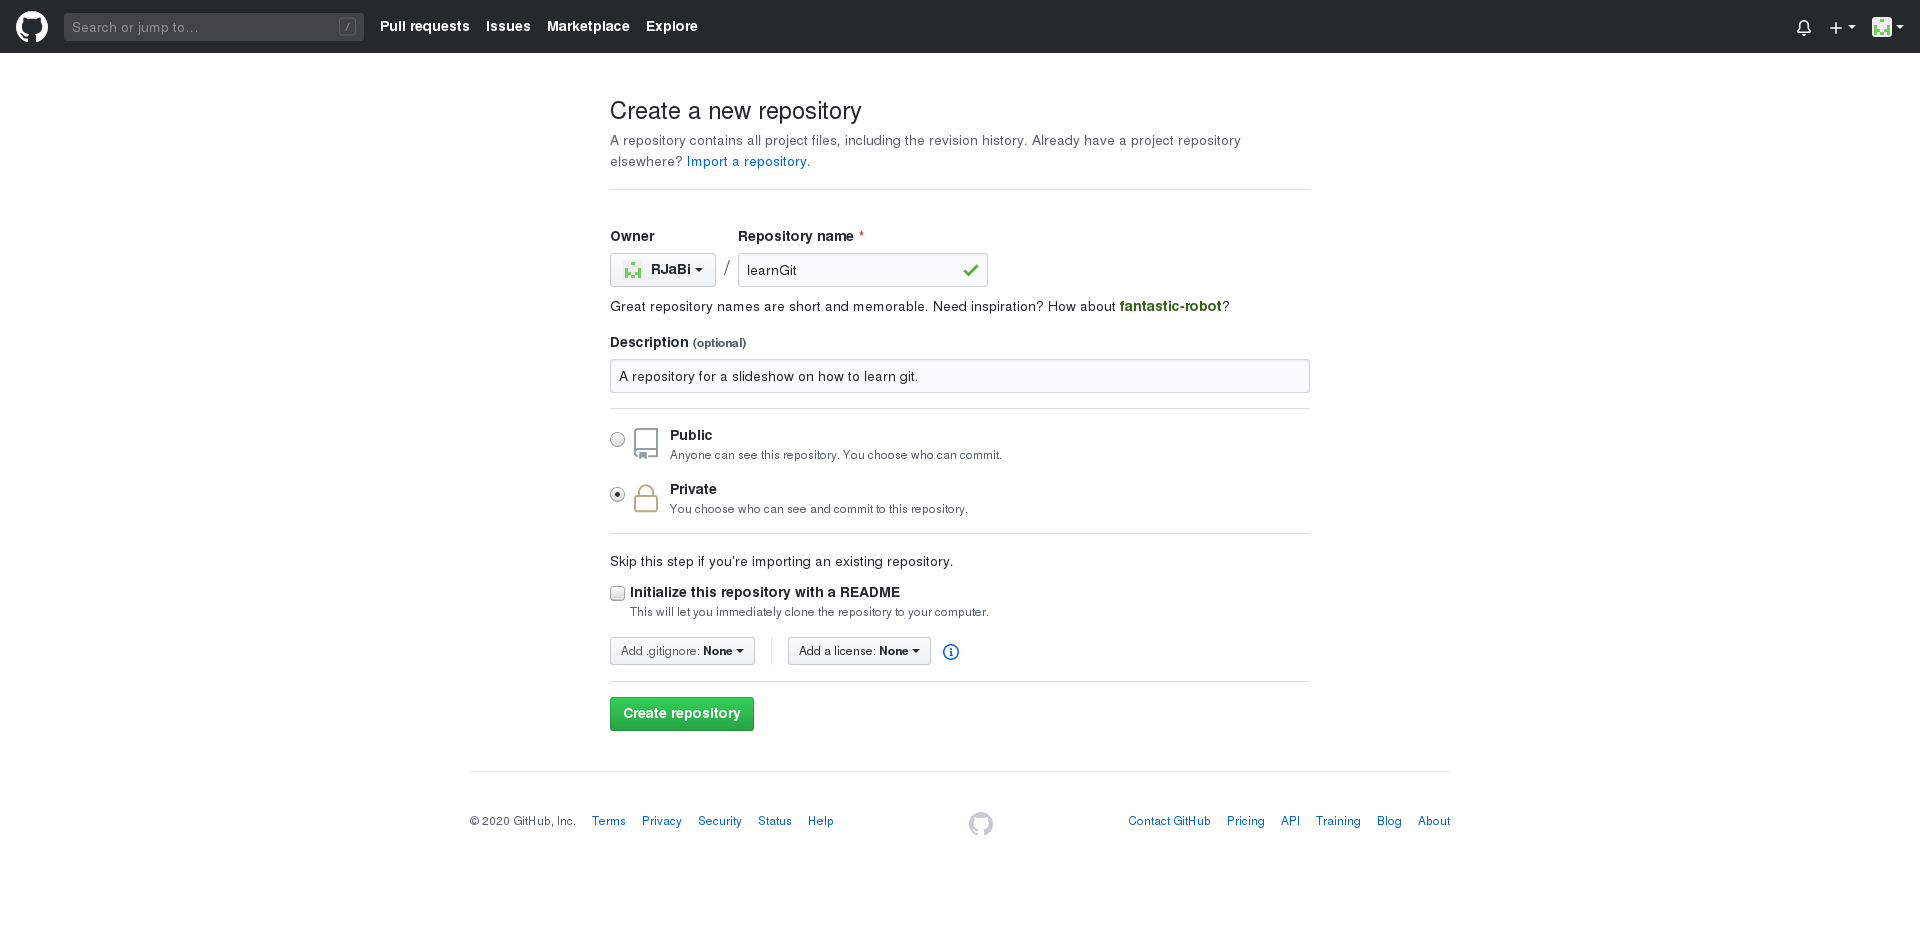 Search or jump to…
/
Pull requests
Issues
Marketplace
Explore
Create a new repository
A repository contains all project files, including the revision history. Already have a project repository
elsewhere? Import a repository.
Owner
Repository name *
RJaBi
/
learnGit
Great repository names are short and memorable. Need inspiration? How about fantastic-robot?
Description (optional)
A repository for a slideshow on how to learn git.
Public
Anyone can see this repository. You choose who can commit.
Private
You choose who can see and commit to this repository.
Skip this step if you're importing an existing repository.
Initialize this repository with a README
This will let you immediately clone the repository to your computer.
Add .gitignore: None
Add a license: None
Create repository
© 2020 GitHub, Inc.
Terms
Privacy
Security
Status
Help
Contact GitHub
Pricing
API
Training
Blog
About